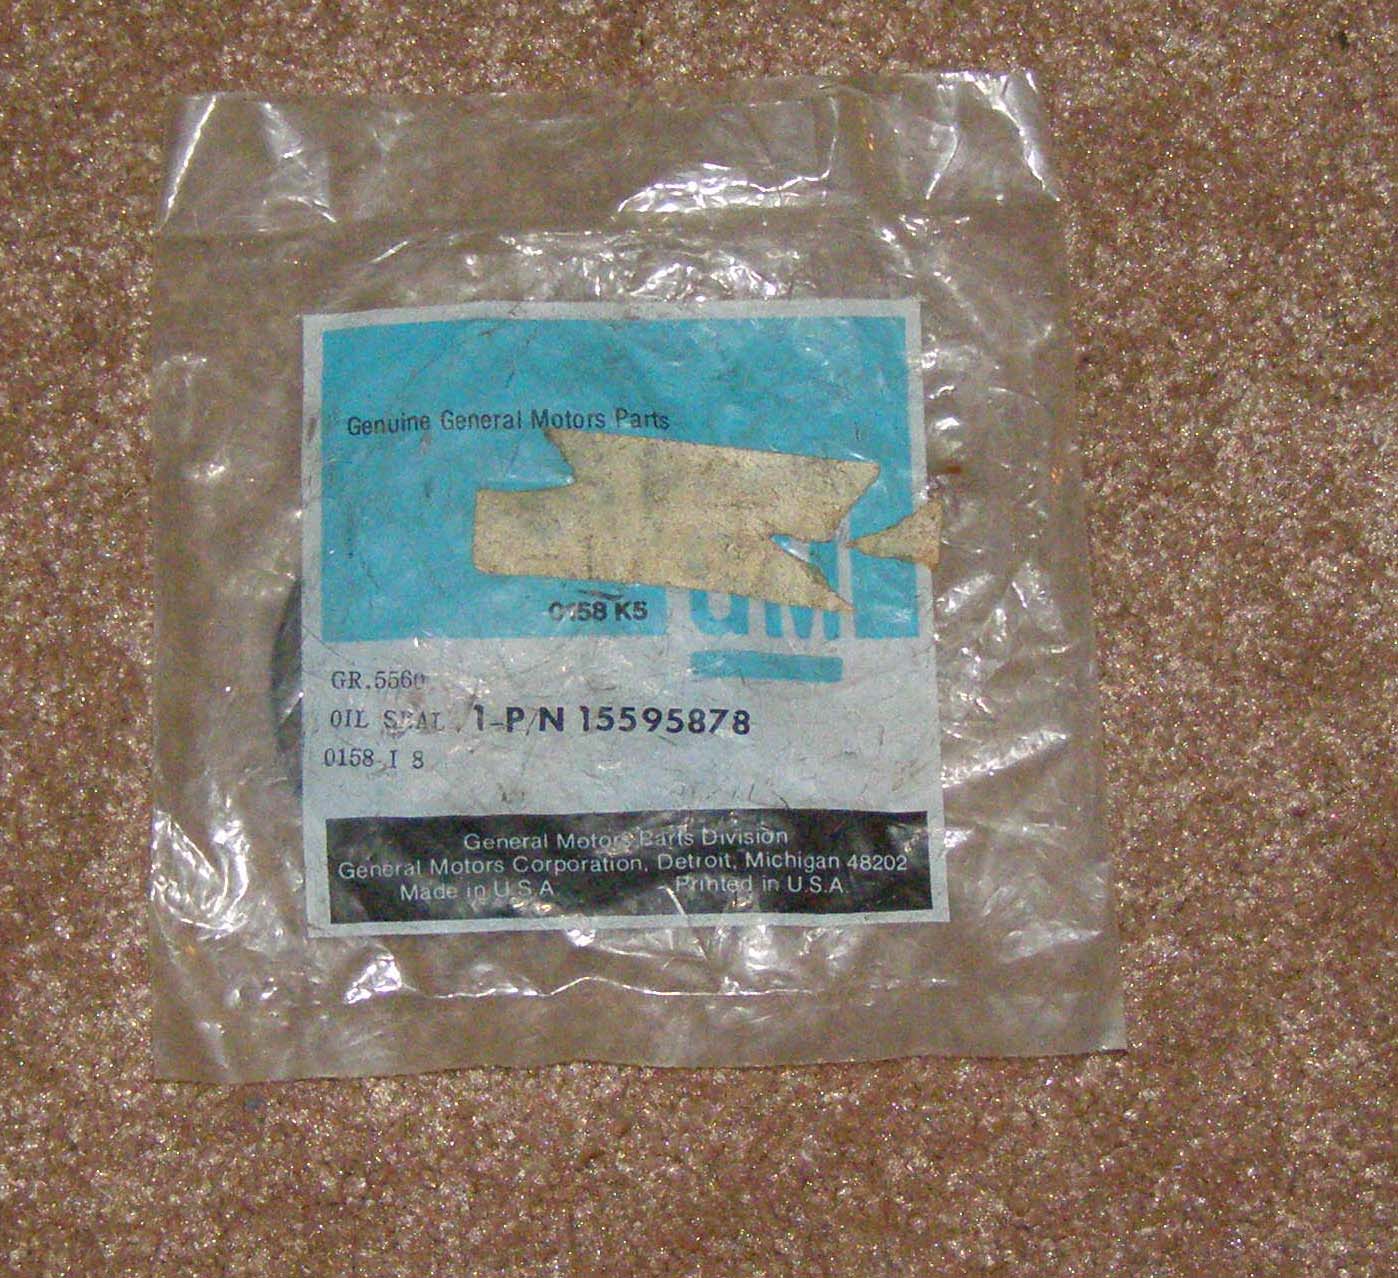 Genuine General Motors Parts
0158 K5
GM
GR.5560
OIL SEAL 1-P/N 15595878
0158-I 8
General Motors Parts Division
General Motors Corporation, Detroit, Michigan 48202
Made in U.S.A. Printed in U.S.A.